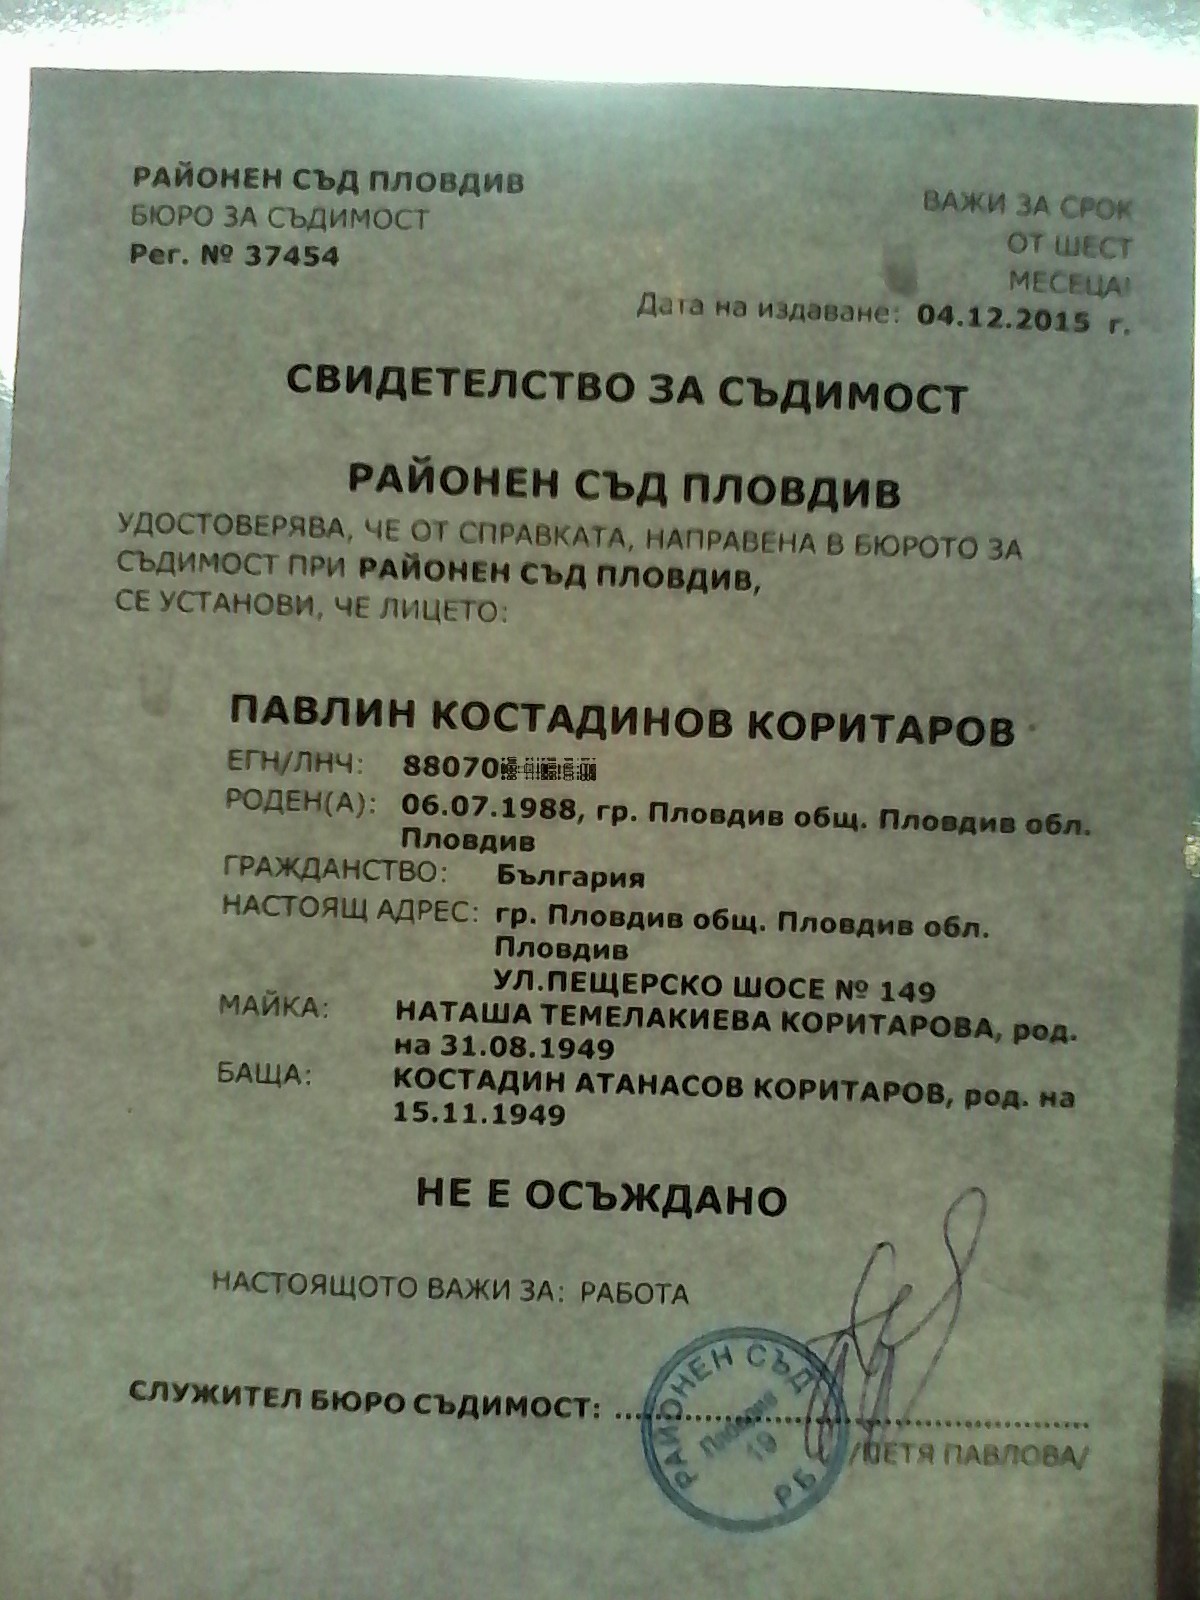 РАЙОНЕН СЪД ПЛОВДИВ
БЮРО ЗА СЪДИМОСТ
Рег. № 37454
ВАЖИ ЗА СРОК
ОТ ШЕСТ
МЕСЕЦА!
Дата на издаване: 04.12.2015 г.
СВИДЕТЕЛСТВО ЗА СЪДИМОСТ
РАЙОНЕН СЪД ПЛОВДИВ
УДОСТОВЕРЯВА, ЧЕ ОТ СПРАВКАТА, НАПРАВЕНА В БЮРОТО ЗА
СЪДИМОСТ ПРИ РАЙОНЕН СЪД ПЛОВДИВ,
СЕ УСТАНОВИ, ЧЕ ЛИЦЕТО:
ПАВЛИН КОСТАДИНОВ КОРИТАРОВ
ЕГН/ЛНЧ: 88070
РОДЕН(А): 06.07.1988, гр. Пловдив общ. Пловдив обл.
Пловдив
ГРАЖДАНСТВО: България
НАСТОЯЩ АДРЕС: гр. Пловдив общ. Пловдив обл.
Пловдив
УЛ.ПЕЩЕРСКО ШОСЕ № 149
МАЙКА: НАТАША ТЕМЕЛАКИЕВА КОРИТАРОВА, род.
на 31.08.1949
БАЩА: КОСТАДИН АТАНАСОВ КОРИТАРОВ, род. на
15.11.1949
НЕ Е ОСЪЖДАНО
НАСТОЯЩОТО ВАЖИ ЗА: РАБОТА
СЛУЖИТЕЛ БЮРО СЪДИМОСТ: ........................................
/ПЕТЯ ПАВЛОВА/
РАЙОНЕН СЪД
Пловдив
19
РБ